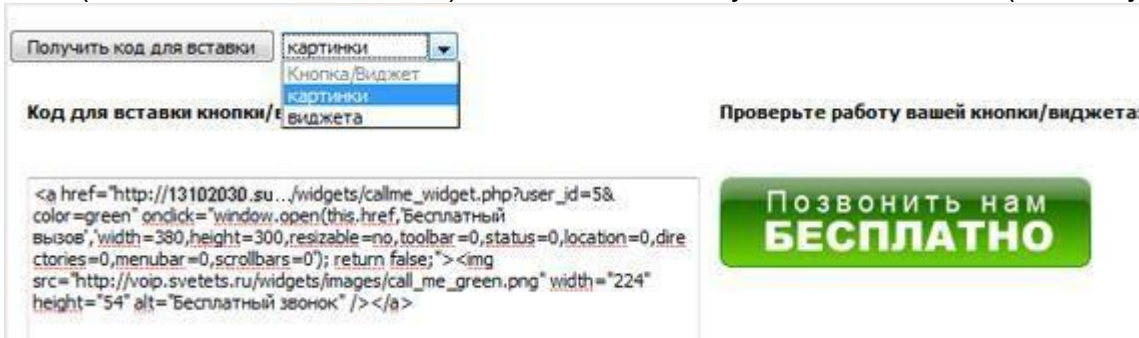 Получить код для вставки картинки
Кнопка/Виджет
картинки
виджета
Код для вставки кнопки/в
Проверьте работу вашей кнопки/виджета:
<a href="http://13102030.su.../widgets/callme_widget.php?user_id=5&
color=green" onclick="window.open(this.href,'Бесплатный
вызов','width=380,height=300,resizable=no,toolbar=0,status=0,location=0,dire
ctories=0,menubar=0,scrollbars=0'); return false;"><img
src="http://voip.svetets.ru/widgets/images/call_me_green.png" width="224"
height="54" alt="Бесплатный звонок" /></a>
Позвонить нам
БЕСПЛАТНО